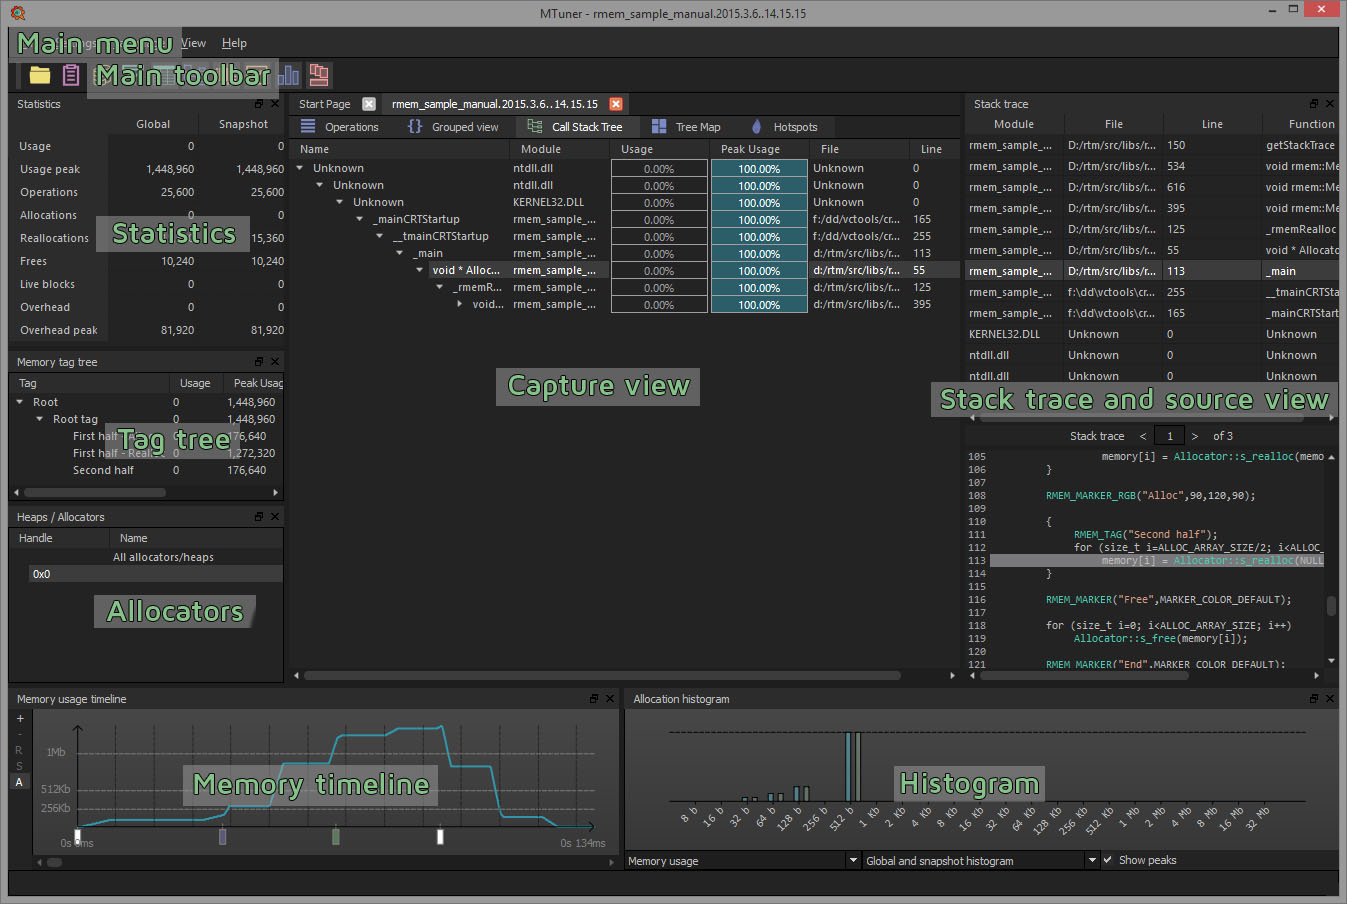 MTuner - rmem_sample_manual.2015.3.6..14.15.15
Main menu View Help
Main toolbar
Statistics
Global Snapshot
Usage 0 0
Usage peak 1,448,960 1,448,960
Operations 25,600 25,600
Allocations 0 0
Statistics
Reallocations 15,360
Frees 10,240 10,240
Live blocks 0 0
Overhead 0 0
Overhead peak 81,920 81,920
Memory tag tree
Tag Usage Peak Usag
Root 0 1,448,960
Root tag 0 1,448,960
First half - 176,640
Tag tree
First half - Reall 0 1,272,320
Second half 0 176,640
Heaps / Allocators
Handle Name
All allocators/heaps
0x0
Allocators
Start Page rmem_sample_manual.2015.3.6..14.15.15
Operations Grouped view Call Stack Tree Tree Map Hotspots
Name Module Usage Peak Usage File Line
Unknown ntdll.dll 0.00% 100.00% Unknown 0
Unknown ntdll.dll 0.00% 100.00% Unknown 0
Unknown KERNEL32.DLL 0.00% 100.00% Unknown 0
_mainCRTStartup rmem_sample_... 0.00% 100.00% f:/dd/vctools/cr... 165
__tmainCRTStartup rmem_sample_... 0.00% 100.00% f:/dd/vctools/cr... 255
_main rmem_sample_... 0.00% 100.00% d:/rtm/src/libs/r... 113
void * Alloc... rmem_sample_... 0.00% 100.00% d:/rtm/src/libs/r... 55
_rmemR... rmem_sample_... 0.00% 100.00% d:/rtm/src/libs/r... 125
void... rmem_sample_... 0.00% 100.00% d:/rtm/src/libs/r... 395
Capture view
Stack trace
Module File Line Function
rmem_sample_... D:/rtm/src/libs/r... 150 getStackTrace
rmem_sample_... D:/rtm/src/libs/r... 534 void rmem::Me
rmem_sample_... D:/rtm/src/libs/r... 616 void rmem::Me
rmem_sample_... D:/rtm/src/libs/r... 395 void rmem::Me
rmem_sample_... D:/rtm/src/libs/r... 125 _rmemRealloc
rmem_sample_... D:/rtm/src/libs/r... 55 void * Allocato
rmem_sample_... D:/rtm/src/libs/r... 113 _main
rmem_sample_... f:\dd\vctools\cr... 255 __tmainCRTSta
rmem_sample_... f:\dd\vctools\cr... 165 _mainCRTStart
KERNEL32.DLL Unknown 0 Unknown
ntdll.dll Unknown 0 Unknown
ntdll.dll Unknown 0 Unknown
Stack trace and source view
Stack trace < 1 > of 3
105 memory[i] = Allocator::s_realloc(memo
106 }
107
108 RMEM_MARKER_RGB("Alloc",90,120,90);
109
110 {
111 RMEM_TAG("Second half");
112 for (size_t i=ALLOC_ARRAY_SIZE/2; i<ALLOC_
113 memory[i] = Allocator::s_realloc(NULL
114 }
115
116 RMEM_MARKER("Free",MARKER_COLOR_DEFAULT);
117
118 for (size_t i=0; i<ALLOC_ARRAY_SIZE; i++)
119 Allocator::s_free(memory[i]);
120
121 RMEM_MARKER("End",MARKER_COLOR_DEFAULT);
Memory usage timeline
+
-
R
S
A
1Mb
512Kb
256Kb
Memory timeline
0s 0ms 0s 134ms
Allocation histogram
Histogram
8 b 16 b 32 b 64 b 128 b 256 b 512 b 1 Kb 2 Kb 4 Kb 8 Kb 16 Kb 32 Kb 64 Kb 128 Kb 256 Kb 512 Kb 1 Mb 2 Mb 4 Mb 8 Mb 16 Mb 32 Mb
Memory usage Global and snapshot histogram Show peaks